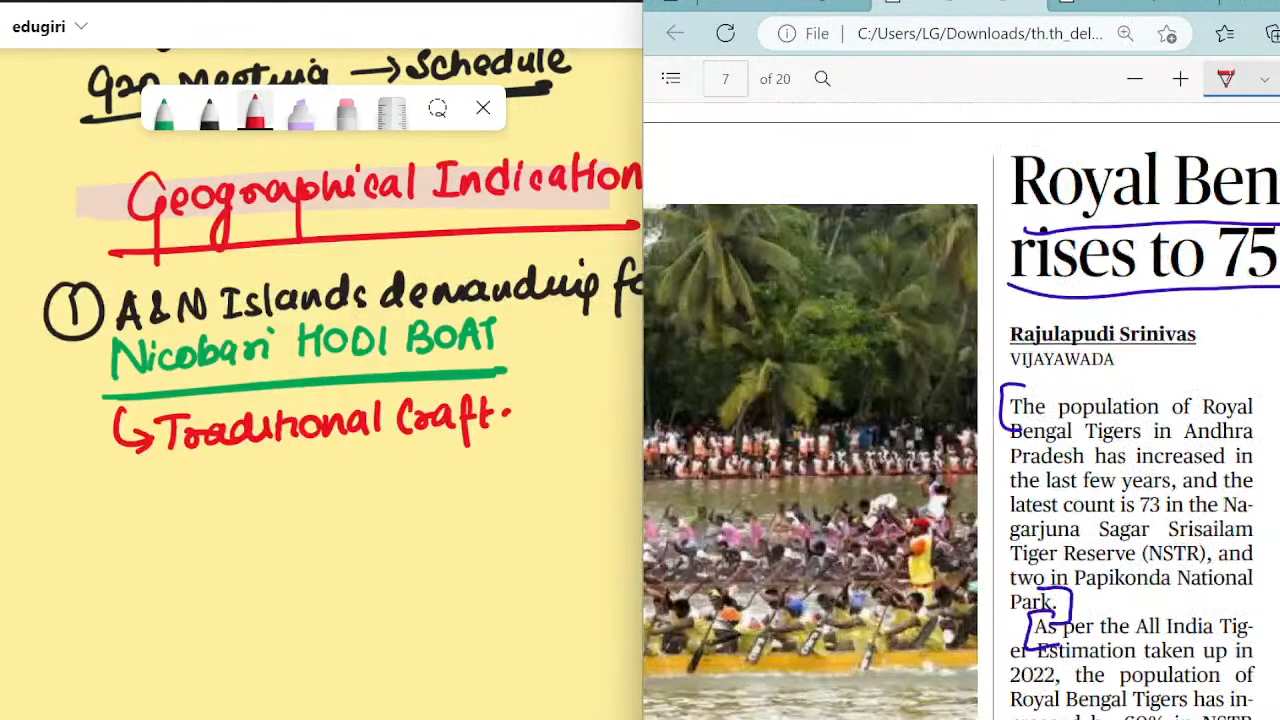 edugiri
G20 Meeting → Schedule
Geographical Indication
① A&N Islands demanding fo
Nicobari HODI BOAT
↳ Traditional Craft.
File C:/Users/LG/Downloads/th.th_del...
7 of 20
Royal Ben
rises to 75
Rajulapudi Srinivas
VIJAYAWADA
The population of Royal
Bengal Tigers in Andhra
Pradesh has increased in
the last few years, and the
latest count is 73 in the Na-
garjuna Sagar Srisailam
Tiger Reserve (NSTR), and
two in Papikonda National
Park.
As per the All India Tig-
er Estimation taken up in
2022, the population of
Royal Bengal Tigers has in-